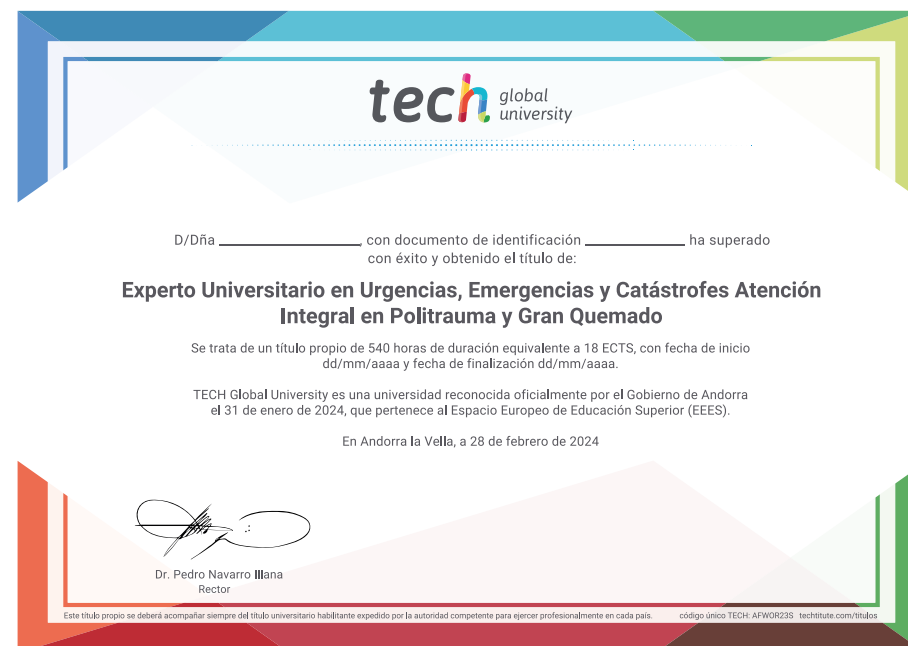 tech global
university
D/Dña ____________________, con documento de identificación ______________ ha superado
con éxito y obtenido el título de:
Experto Universitario en Urgencias, Emergencias y Catástrofes Atención
Integral en Politrauma y Gran Quemado
Se trata de un título propio de 540 horas de duración equivalente a 18 ECTS, con fecha de inicio
dd/mm/aaaa y fecha de finalización dd/mm/aaaa.
TECH Global University es una universidad reconocida oficialmente por el Gobierno de Andorra
el 31 de enero de 2024, que pertenece al Espacio Europeo de Educación Superior (EEES).
En Andorra la Vella, a 28 de febrero de 2024
Dr. Pedro Navarro Illana
Rector
Este título propio se deberá acompañar siempre del título universitario habilitante expedido por la autoridad competente para ejercer profesionalmente en cada país. código único TECH: AFWOR23S techtitute.com/titulos